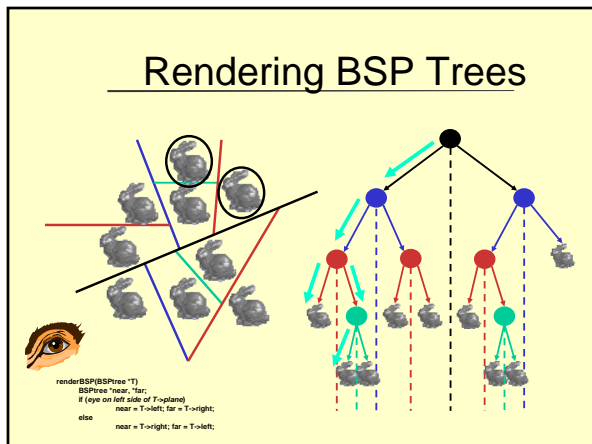 Rendering BSP Trees
renderBSP(BSPtree *T)
BSPtree *near, *far;
if (eye on left side of T->plane)
near = T->left; far = T->right;
else
near = T->right; far = T->left;